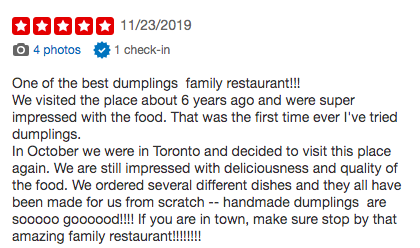 11/23/2019
4 photos 1 check-in
One of the best dumplings  family restaurant!!!
We visited the place about 6 years ago and were super
impressed with the food. That was the first time ever I've tried
dumplings.
In October we were in Toronto and decided to visit this place
again. We are still impressed with deliciousness and quality of
the food. We ordered several different dishes and they all have
been made for us from scratch -- handmade dumplings  are
sooooo goooood!!!! If you are in town, make sure stop by that
amazing family restaurant!!!!!!!!